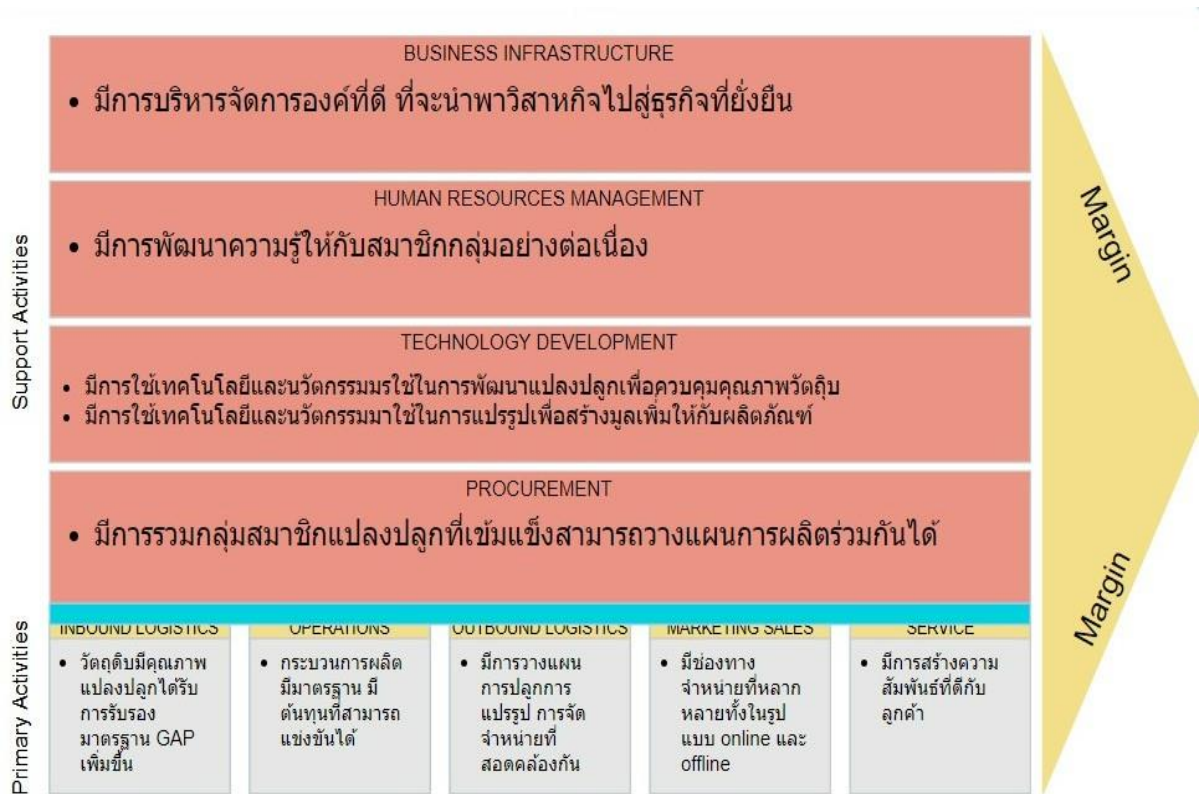 BUSINESS INFRASTRUCTURE
• มีการบริหารจัดการองค์ที่ดี ที่จะนำพาวิสาหกิจไปสู่ธุรกิจที่ยั่งยืน
HUMAN RESOURCES MANAGEMENT
• มีการพัฒนาความรู้ให้กับสมาชิกกลุ่มอย่างต่อเนื่อง
TECHNOLOGY DEVELOPMENT
• มีการใช้เทคโนโลยีและนวัตกรรมมรใช้ในการพัฒนาแปลงปลูกเพื่อควบคุมคุณภาพวัตถุิบ
• มีการใช้เทคโนโลยีและนวัตกรรมมาใช้ในการแปรรูปเพื่อสร้างมูลเพิ่มให้กับผลิตภัณฑ์
PROCUREMENT
• มีการรวมกลุ่มสมาชิกแปลงปลูกที่เข้มแข็งสามารถวางแผนการผลิตร่วมกันได้
Support Activities
Margin
Margin
Primary Activities
INBOUND LOGISTICS
• วัตถุดิบมีคุณภาพ
แปลงปลูกได้รับ
การรับรอง
มาตรฐาน GAP
เพิ่มขึ้น
OPERATIONS
• กระบวนการผลิต
มีมาตรฐาน มี
ต้นทุนที่สามารถ
แข่งขันได้
OUTBOUND LOGISTICS
• มีการวางแผน
การปลูกการ
แปรรูป การจัด
จำหน่ายที่
สอดคล้องกัน
MARKETING SALES
• มีช่องทาง
จำหน่ายที่หลาก
หลายทั้งในรูป
แบบ online และ
offline
SERVICE
• มีการสร้างความ
สัมพันธ์ที่ดีกับ
ลูกค้า